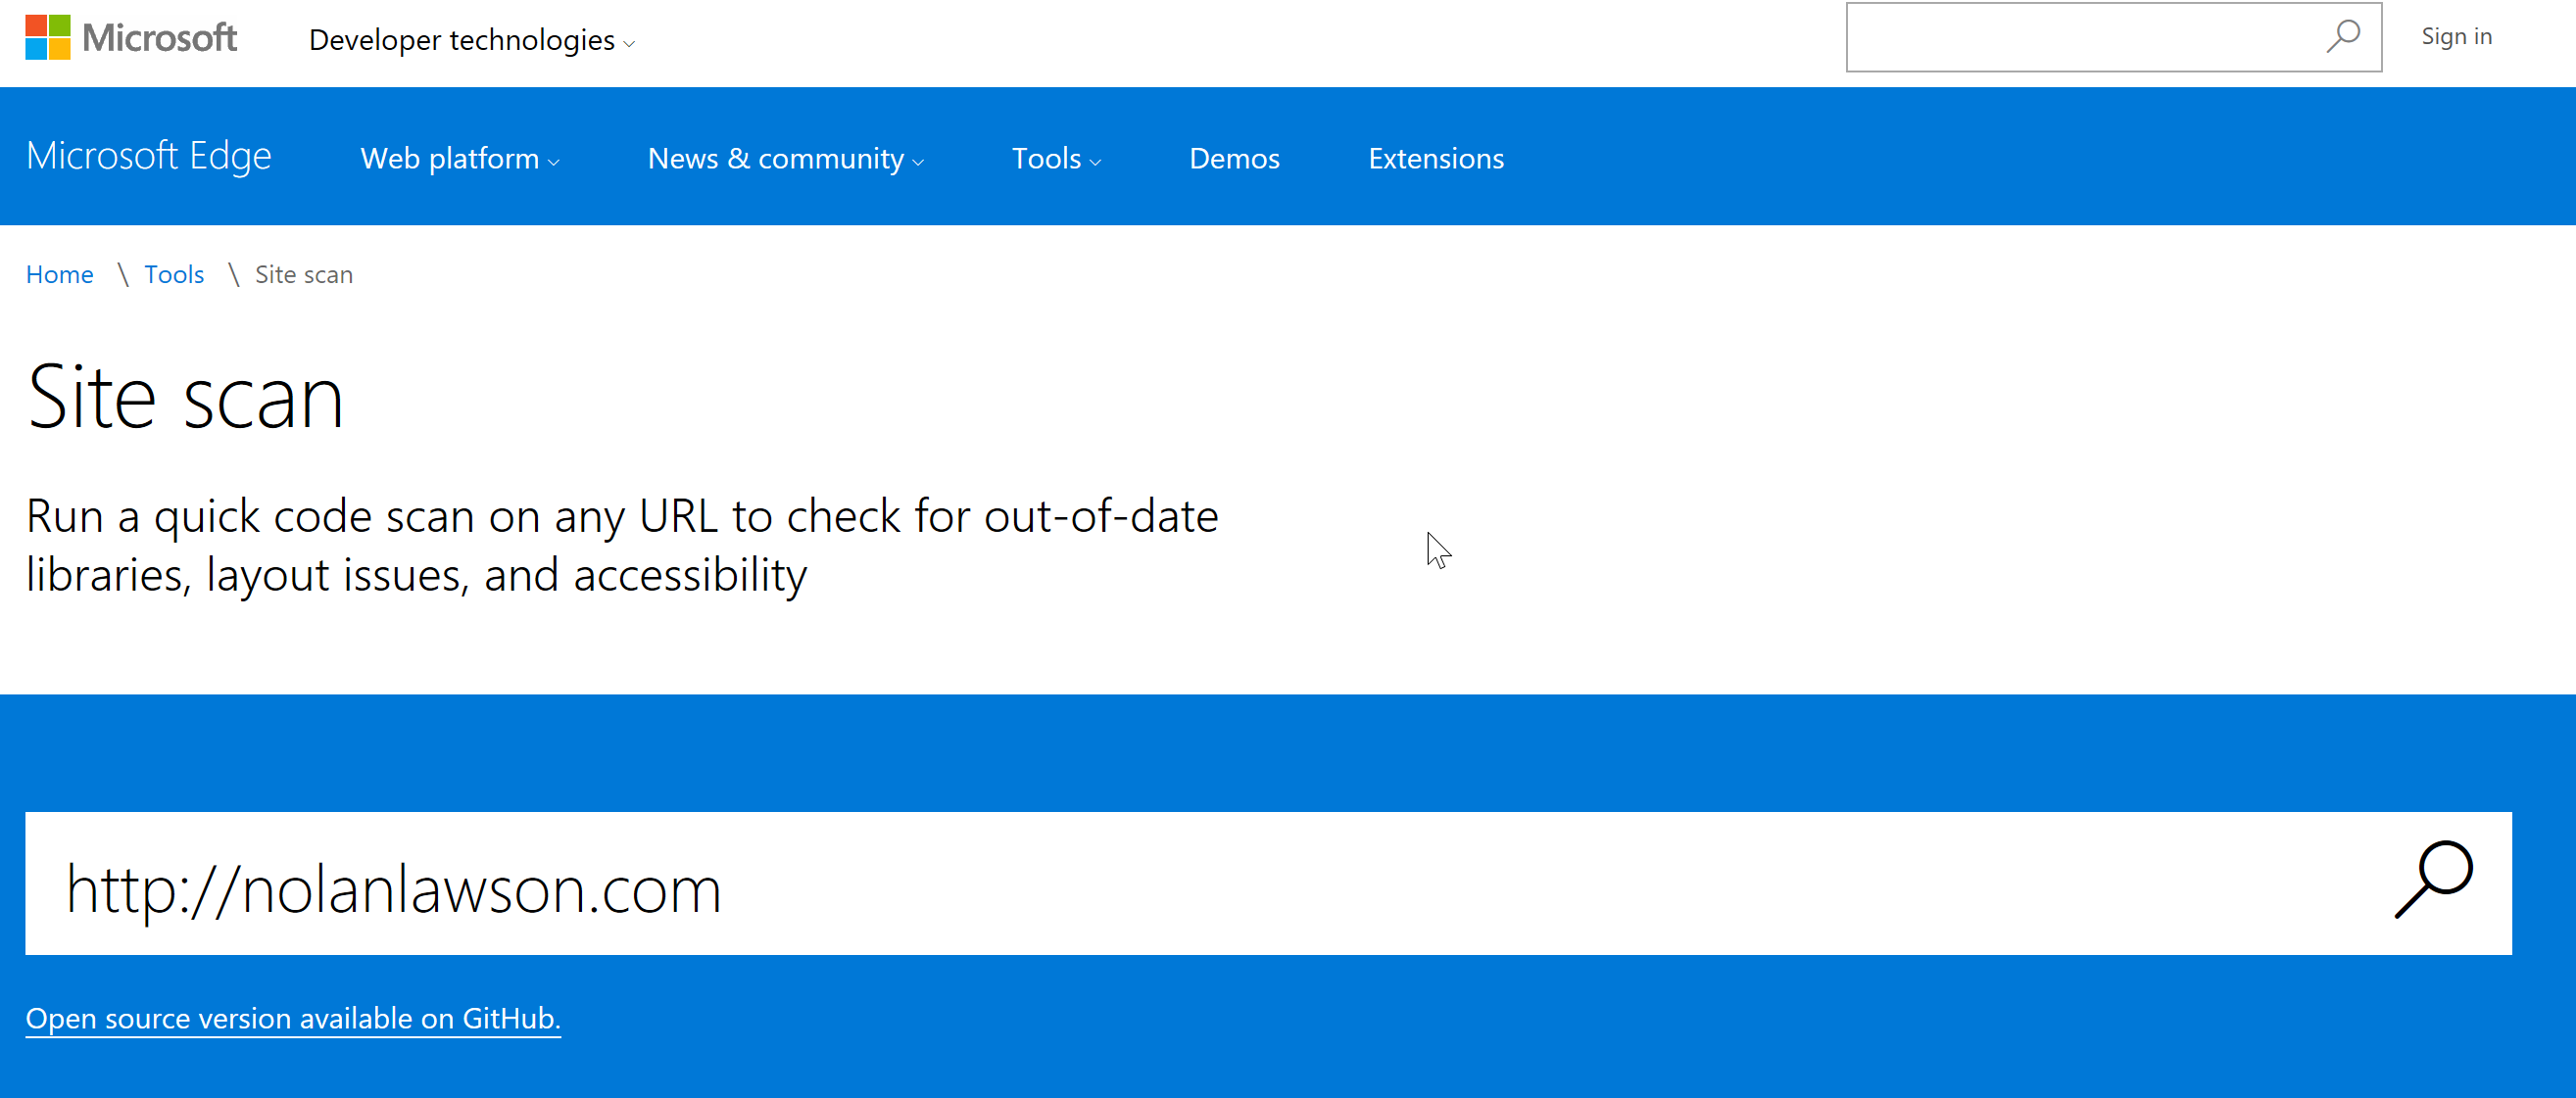 Microsoft Developer technologies Sign in
Microsoft Edge Web platform News & community Tools Demos Extensions
Home \ Tools \ Site scan
Site scan
Run a quick code scan on any URL to check for out-of-date
libraries, layout issues, and accessibility
http://nolanlawson.com
Open source version available on GitHub.